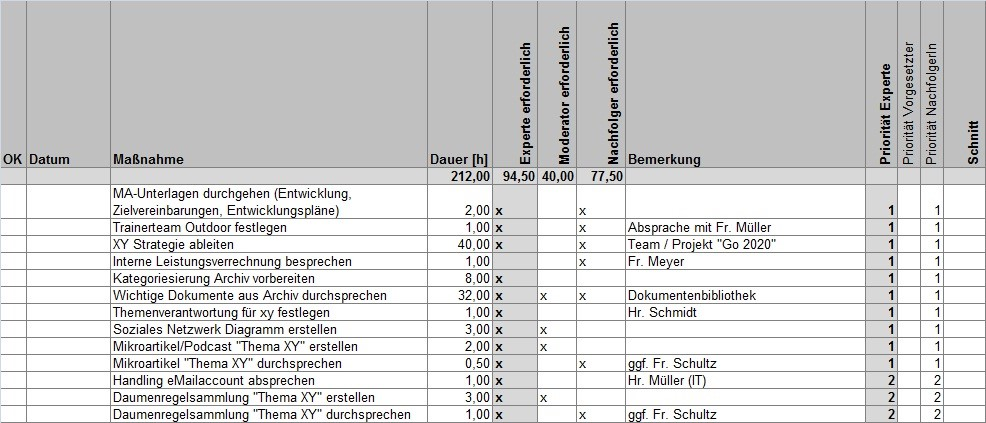 Experte erforderlich
Moderator erforderlich
Nachfolger erforderlich
Priorität Experte
Priorität Vorgesetzter
Priorität NachfolgerIn
Schnitt
OK Datum Maßnahme Dauer [h] Bemerkung
212,00 94,50 40,00 77,50
MA-Unterlagen durchgehen (Entwicklung,
Zielvereinbarungen, Entwicklungspläne) 2,00 x x 1 1
Trainerteam Outdoor festlegen 1,00 x x Absprache mit Fr. Müller 1 1
XY Strategie ableiten 40,00 x x Team / Projekt "Go 2020" 1 1
Interne Leistungsverrechnung besprechen 1,00 x Fr. Meyer 1 1
Kategorisierung Archiv vorbereiten 8,00 x 1 1
Wichtige Dokumente aus Archiv durchsprechen 32,00 x x x Dokumentenbibliothek 1 1
Themenverantwortung für xy festlegen 1,00 x Hr. Schmidt 1 1
Soziales Netzwerk Diagramm erstellen 3,00 x x 1 1
Mikroartikel/Podcast "Thema XY" erstellen 2,00 x x 1 1
Mikroartikel "Thema XY" durchsprechen 0,50 x x ggf. Fr. Schultz 1 1
Handling eMailaccount absprechen 1,00 x Hr. Müller (IT) 2 2
Daumenregelsammlung "Thema XY" erstellen 3,00 x x 2 2
Daumenregelsammlung "Thema XY" durchsprechen 1,00 x x ggf. Fr. Schultz 2 2